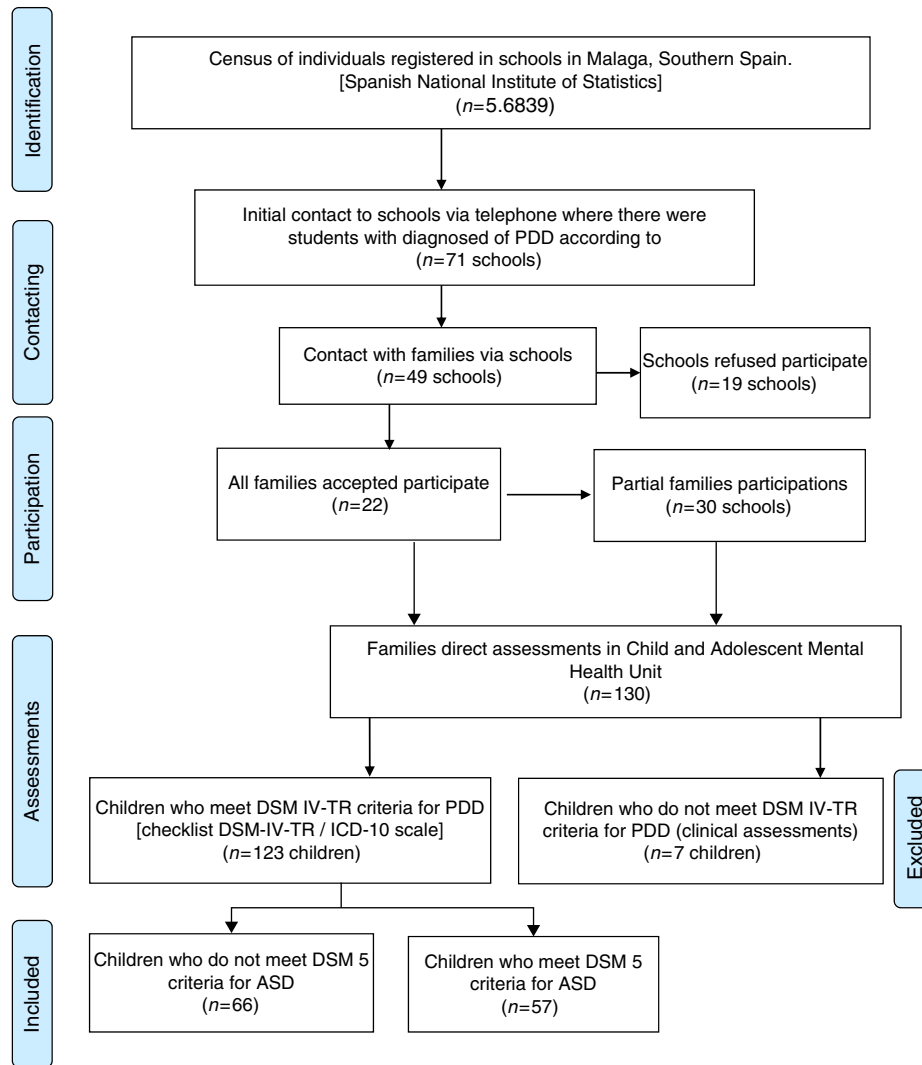 Identification
Census of individuals registered in schools in Malaga, Southern Spain.
[Spanish National Institute of Statistics]
(n=5.6839)
Contacting
Initial contact to schools via telephone where there were
students with diagnosed of PDD according to
(n=71 schools)
Contact with families via schools
(n=49 schools)
Schools refused participate
(n=19 schools)
Participation
All families accepted participate
(n=22)
Partial families participations
(n=30 schools)
Assessments
Families direct assessments in Child and Adolescent Mental
Health Unit
(n=130)
Children who meet DSM IV-TR criteria for PDD
[checklist DSM-IV-TR / ICD-10 scale]
(n=123 children)
Children who do not meet DSM IV-TR
criteria for PDD (clinical assessments)
(n=7 children)
Excluded
Included
Children who do not meet DSM 5
criteria for ASD
(n=66)
Children who meet DSM 5
criteria for ASD
(n=57)